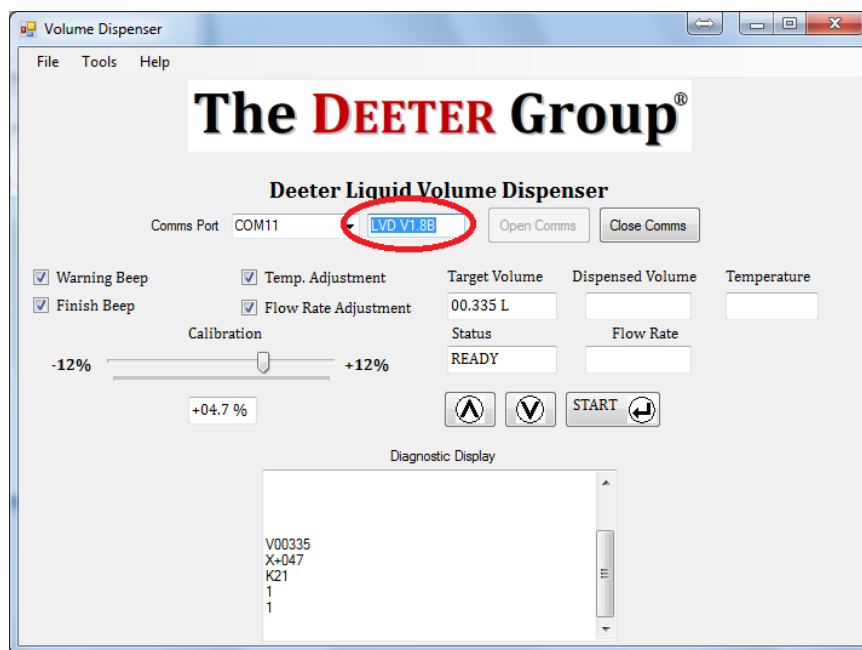 Volume Dispenser
File Tools Help
The DEETER Group®
Deeter Liquid Volume Dispenser
Comms Port COM11 LVD V1.8B Open Comms Close Comms
Warning Beep Temp. Adjustment Target Volume Dispensed Volume Temperature
Finish Beep Flow Rate Adjustment 00.335 L
Calibration Status Flow Rate
-12% +12% READY
+04.7 % START
Diagnostic Display
V00335
X+047
K21
1
1